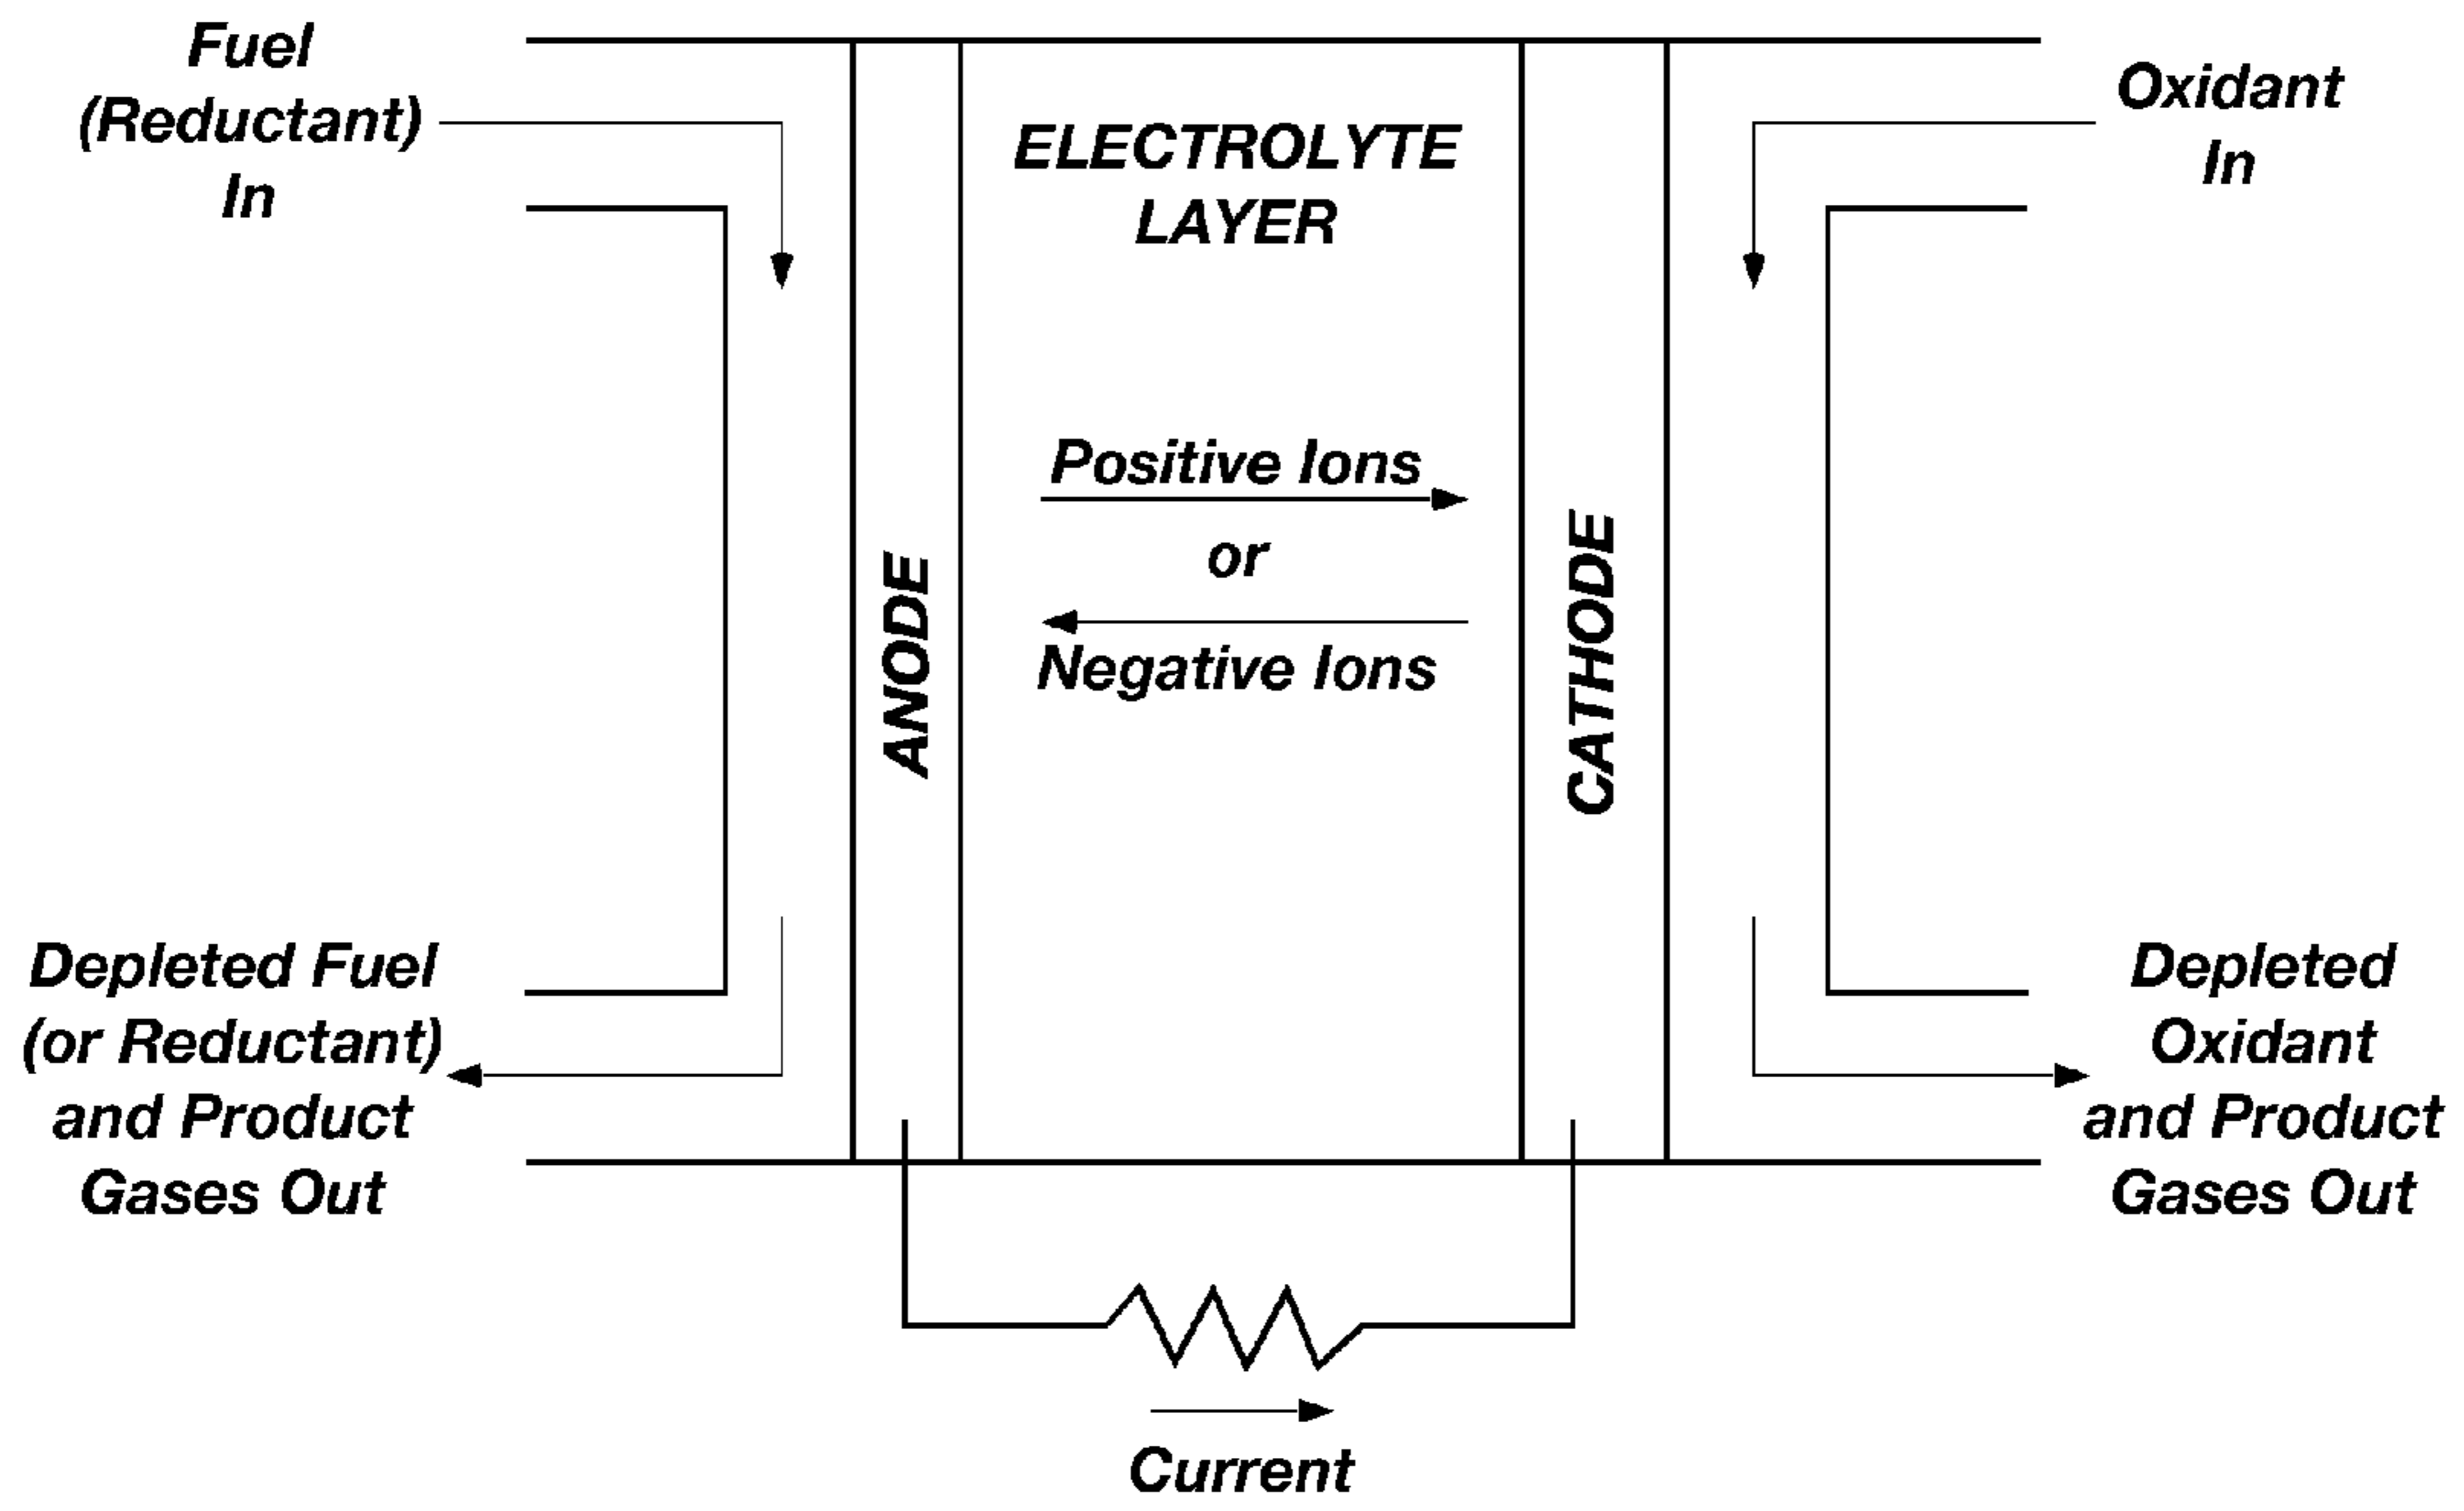 Fuel
(Reductant)
In
Oxidant
In
ELECTROLYTE
LAYER
Positive Ions
or
Negative Ions
ANODE
CATHODE
Depleted Fuel
(or Reductant)
and Product
Gases Out
Depleted
Oxidant
and Product
Gases Out
Current